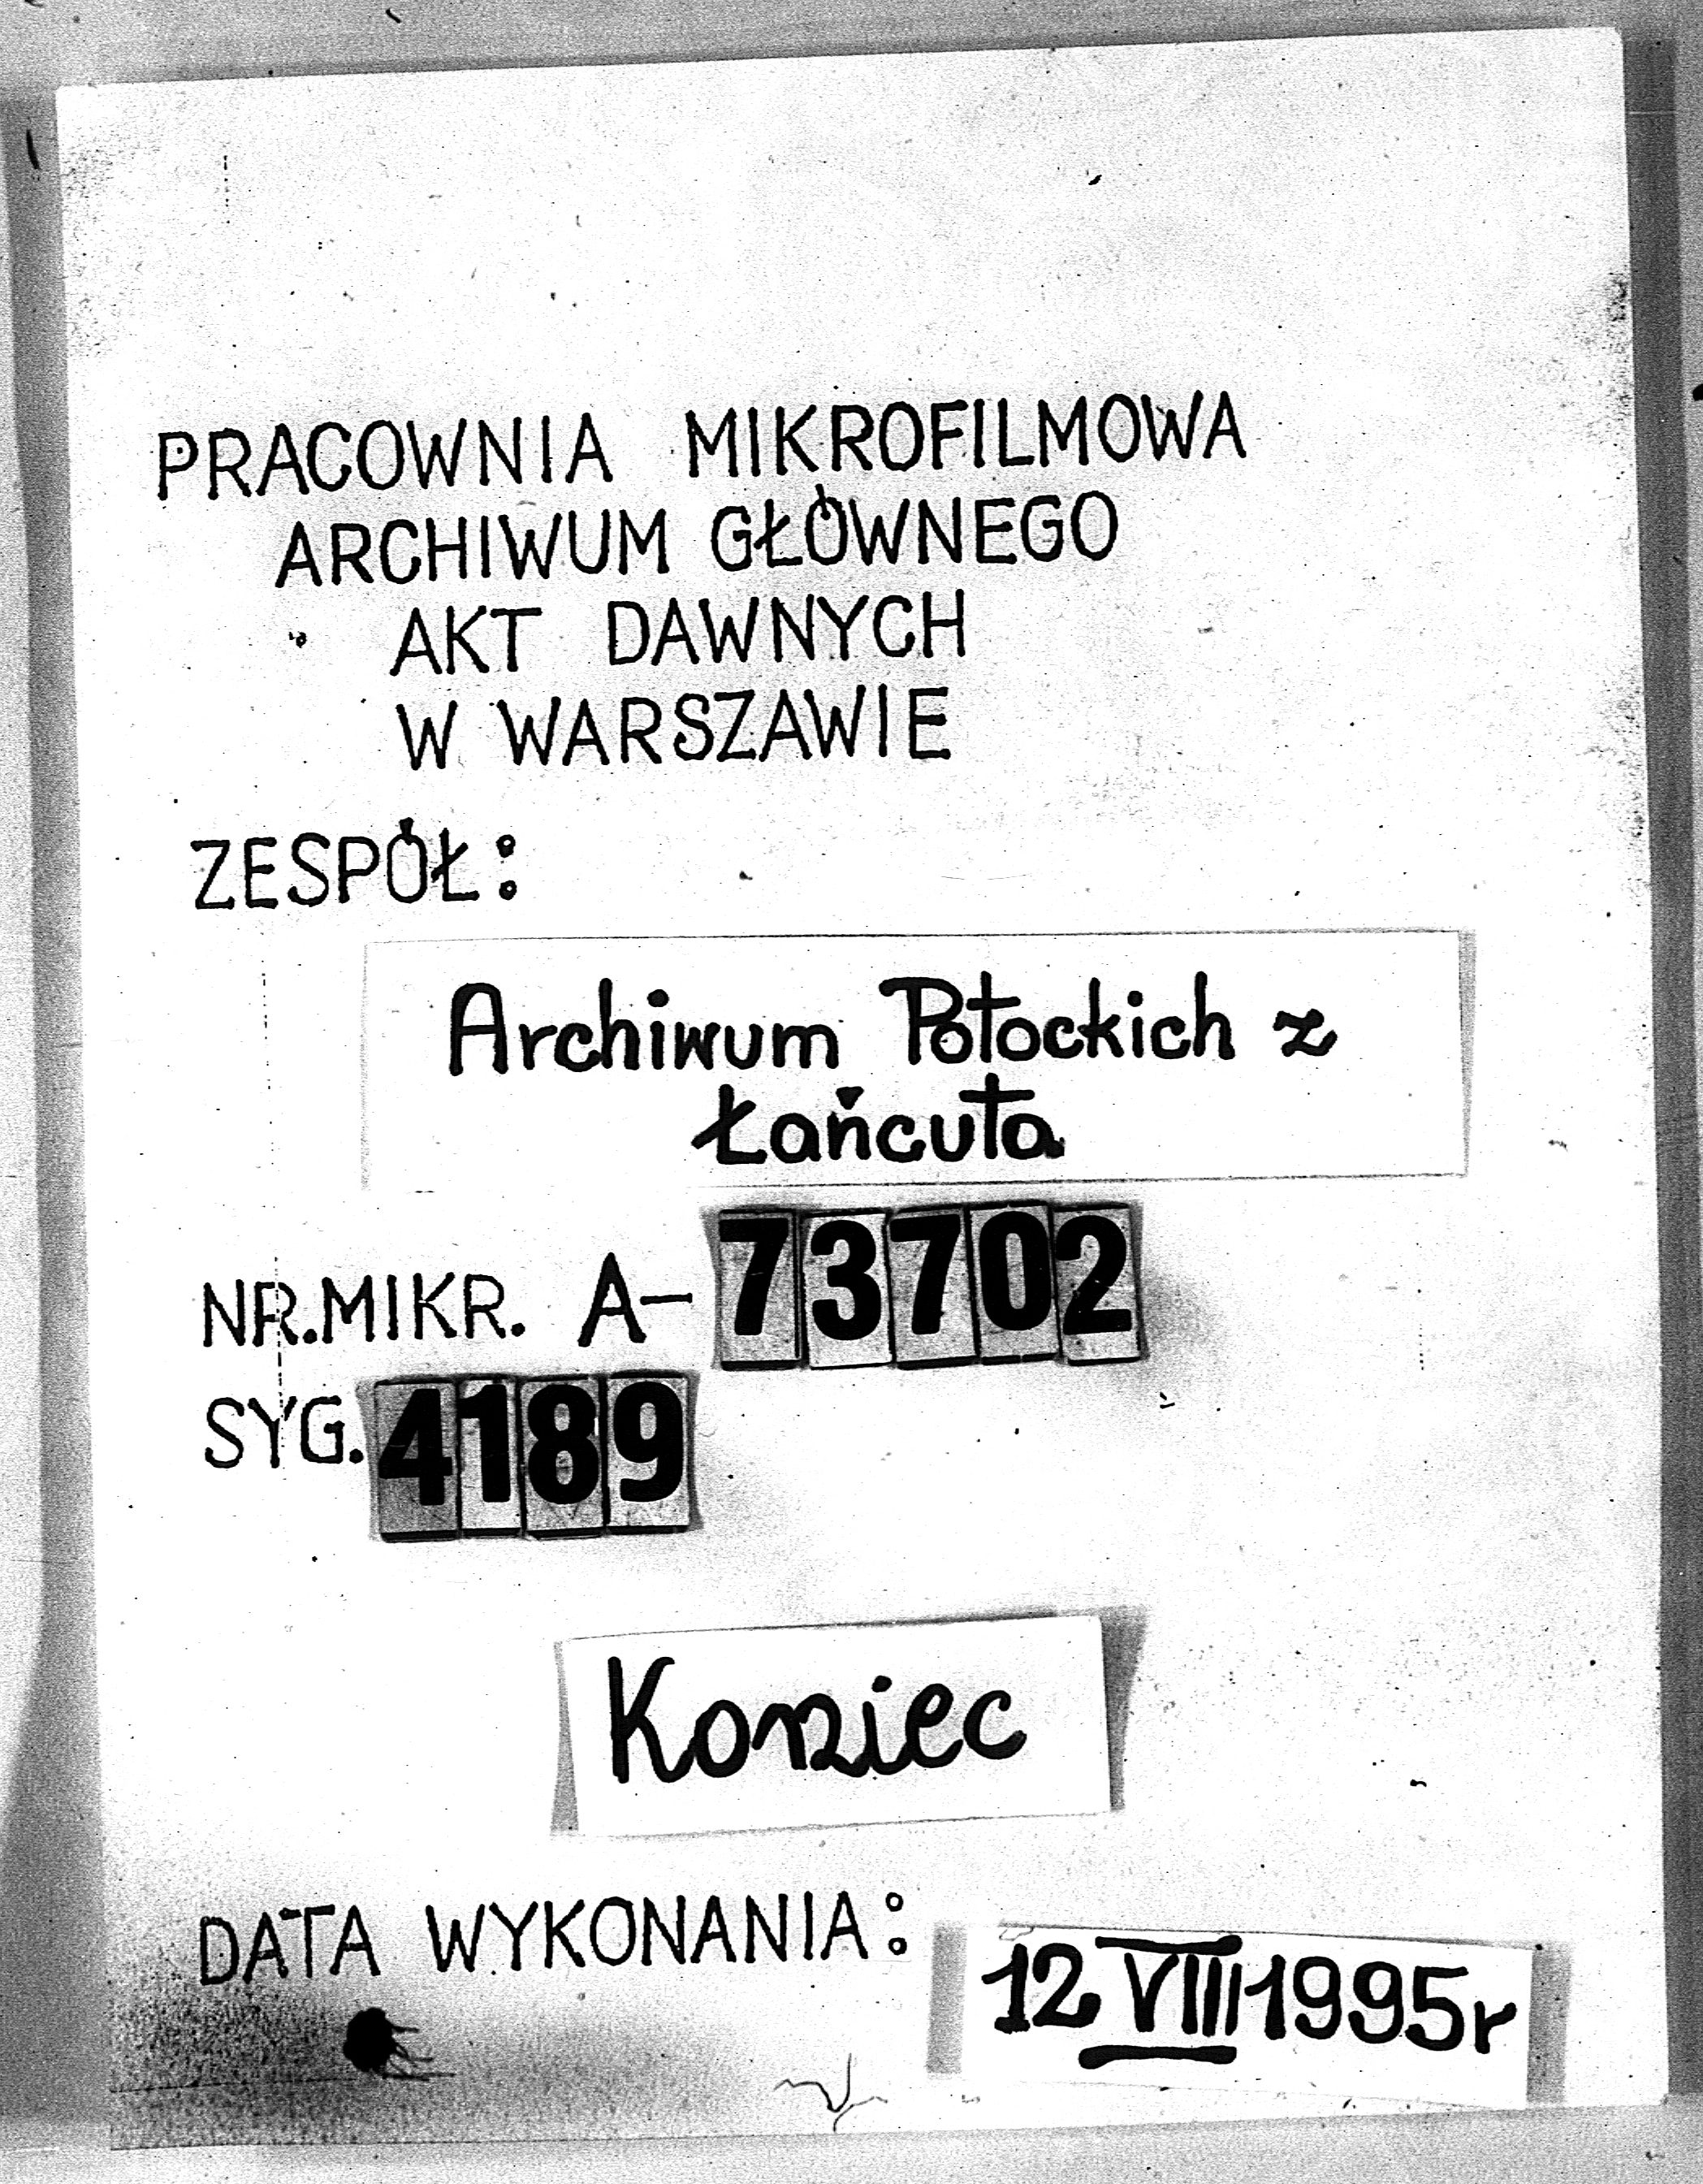 PRACOWNIA MIKROFILMOWA
ARCHIWUM GŁÓWNEGO
AKT DAWNYCH
W WARSZAWIE
ZESPÓŁ:
Archiwum Potockich z
Łańcuta
NR.MIKR. A-73702
SYG. 4189
Koniec
DATA WYKONANIA: 12 VIII 1995r